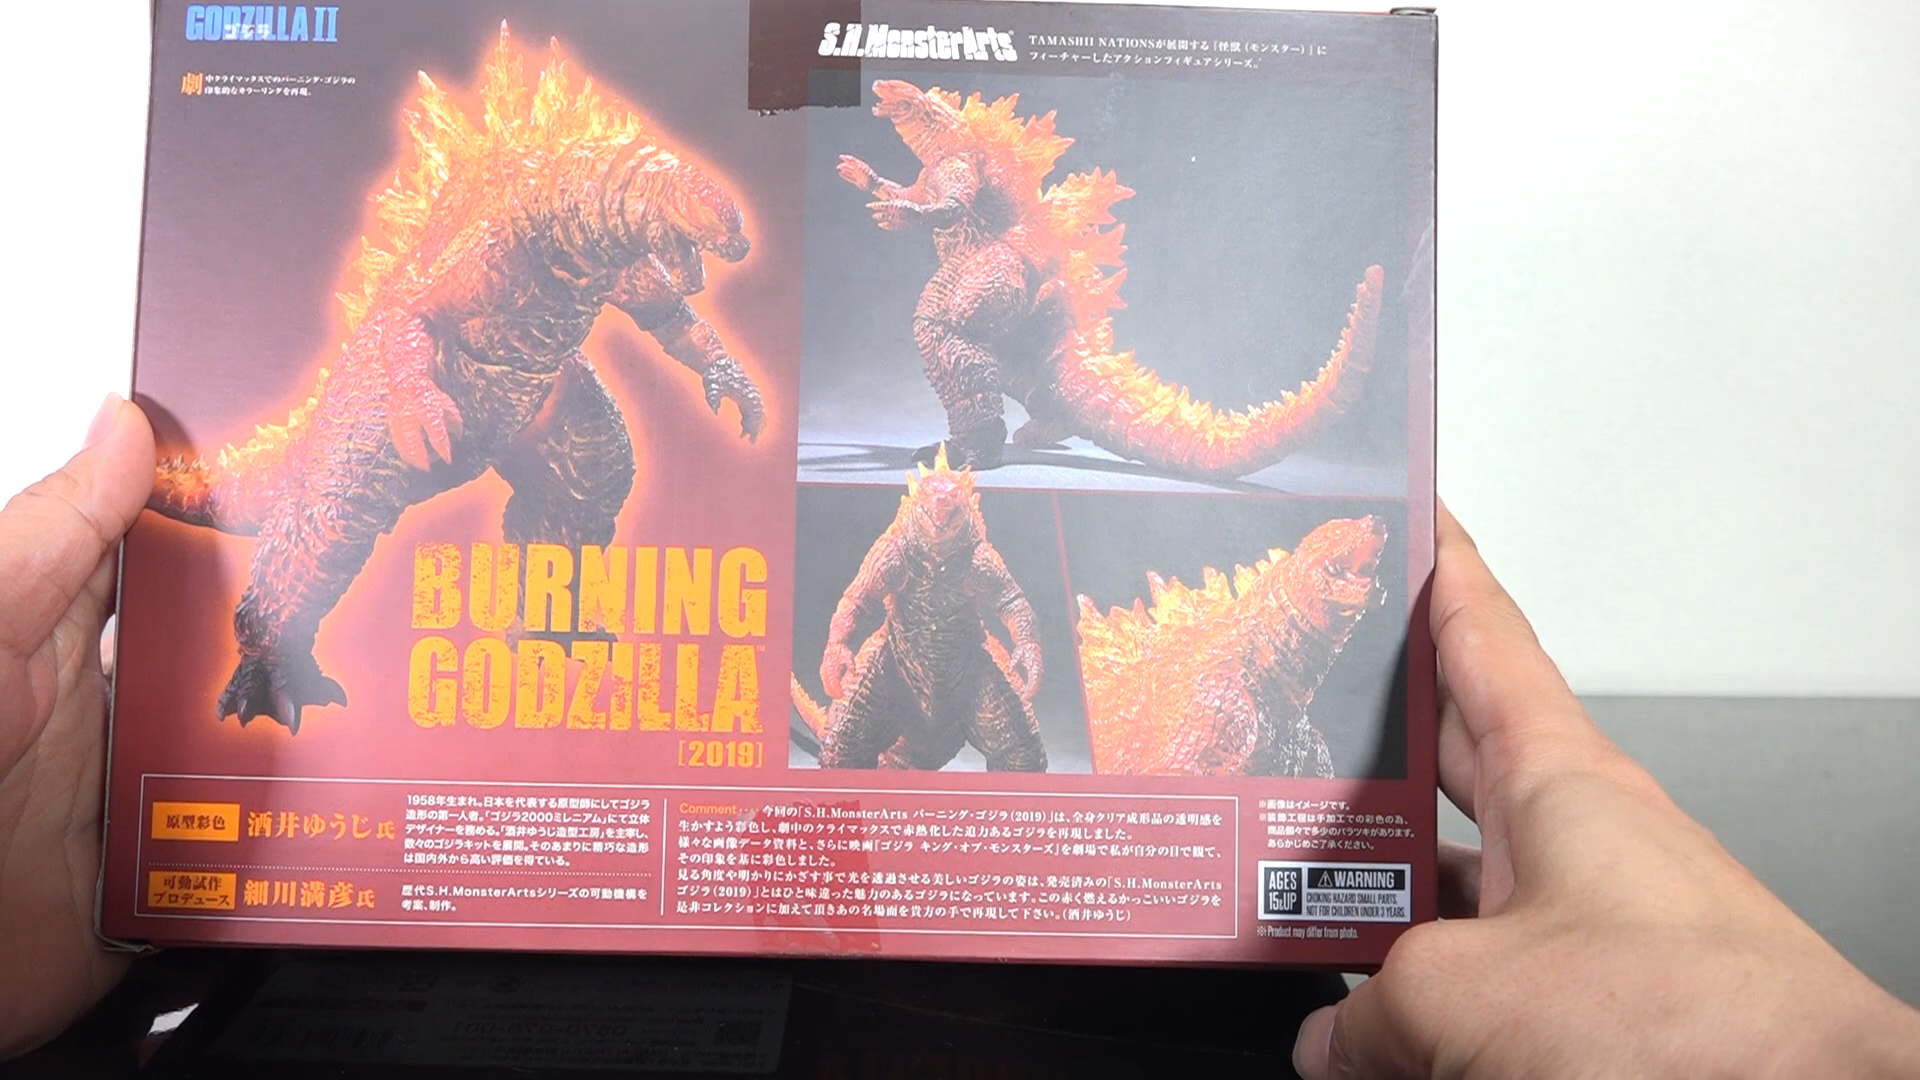 GODZILLA II
ゴジラ
劇中クライマックスでのバーニング・ゴジラの
印象的なカラーリングを再現。
S.H.MonsterArts
TAMASHII NATIONSが展開する『怪獣(モンスター)』に
フィーチャーしたアクションフィギュアシリーズ。
BURNING
GODZILLA
[2019]
原型彩色 酒井ゆうじ氏
1958年生まれ。日本を代表する原型師にしてゴジラ
造形の第一人者。『ゴジラ2000ミレニアム』にて立体
デザイナーを務める。「酒井ゆうじ造型工房」を主宰し、
数々のゴジラキットを展開。そのあまりに精巧な造形
は国内外から高い評価を得ている。
可動試作
プロデュース 細川満彦氏
歴代S.H.MonsterArtsシリーズの可動機構を
考案、制作。
Comment.... 今回の「S.H.MonsterArts バーニング・ゴジラ(2019)」は、全身クリア成形品の透明感を
生かすよう彩色し、劇中のクライマックスで赤熱化した迫力あるゴジラを再現しました。
様々な画像データ資料と、さらに映画『ゴジラ キング・オブ・モンスターズ』を劇場で私が自分の目で観て、
その印象を基に彩色しました。
見る角度や明かりにかざす事で光を透過させる美しいゴジラの姿は、発売済みの「S.H.MonsterArts
ゴジラ(2019)」とはひと味違った魅力のあるゴジラになっています。この赤く燃えるかっこいいゴジラを
是非コレクションに加えて頂きあの名場面を貴方の手で再現して下さい。(酒井ゆうじ)
※画像はイメージです。
※装飾工程は手加工での彩色の為、
商品個々で多少のバラツキがあります。
あらかじめご了承ください。
AGES
15&UP
WARNING
CHOKING HAZARD SMALL PARTS.
NOT FOR CHILDREN UNDER 3 YEARS.
※Product may differ from photo.